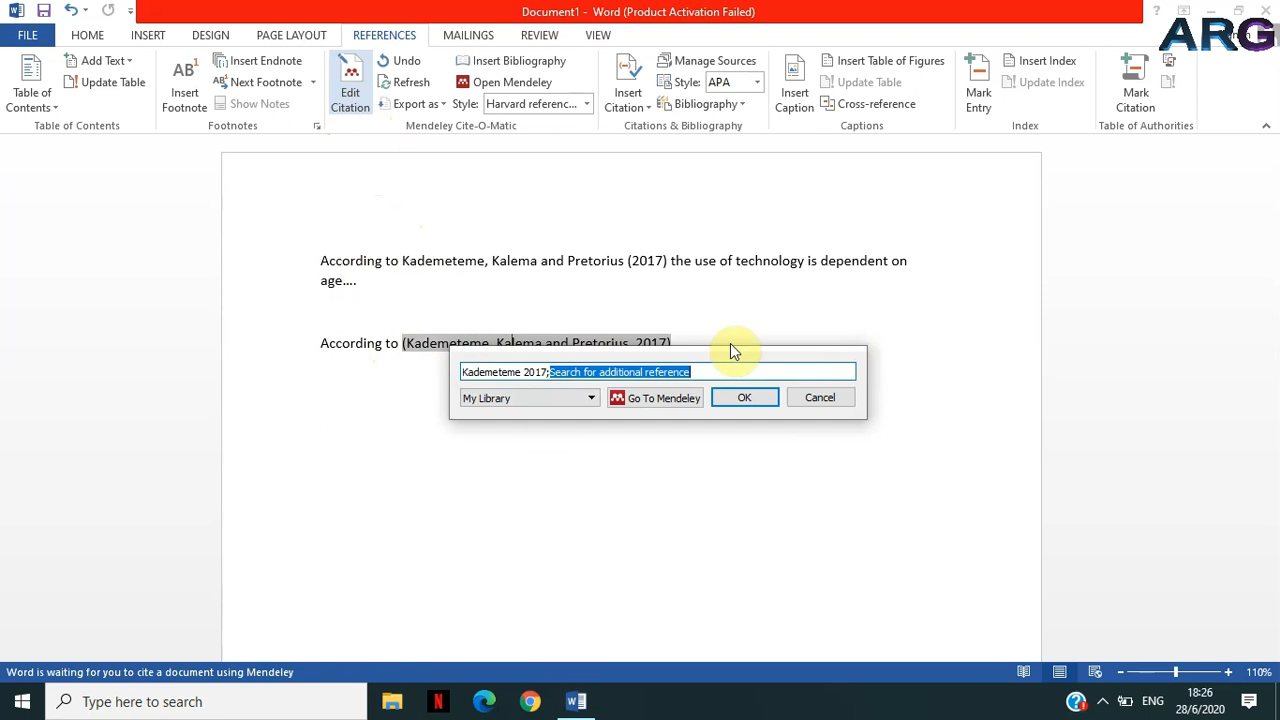 Document1 - Word (Product Activation Failed)
ARG
FILE HOME INSERT DESIGN PAGE LAYOUT REFERENCES MAILINGS REVIEW VIEW
Table of Contents
Add Text
Update Table
Table of Contents
AB1
Insert Footnote
Insert Endnote
AB1 Next Footnote
Show Notes
Footnotes
Edit Citation
Undo
Refresh
Export as
Insert Bibliography
Open Mendeley
Style: Harvard referenc...
Mendeley Cite-O-Matic
Insert Citation
Manage Sources
Style: APA
Bibliography
Citations & Bibliography
Insert Caption
Insert Table of Figures
Update Table
Cross-reference
Captions
Mark Entry
Insert Index
Update Index
Index
Mark Citation
Table of Authorities
According to Kademeteme, Kalema and Pretorius (2017) the use of technology is dependent on
age....
According to (Kademeteme, Kalema and Pretorius, 2017)
Kademeteme 2017;Search for additional reference
My Library Go To Mendeley OK Cancel
Word is waiting for you to cite a document using Mendeley
110%
Type here to search
ENG
18:26
28/6/2020